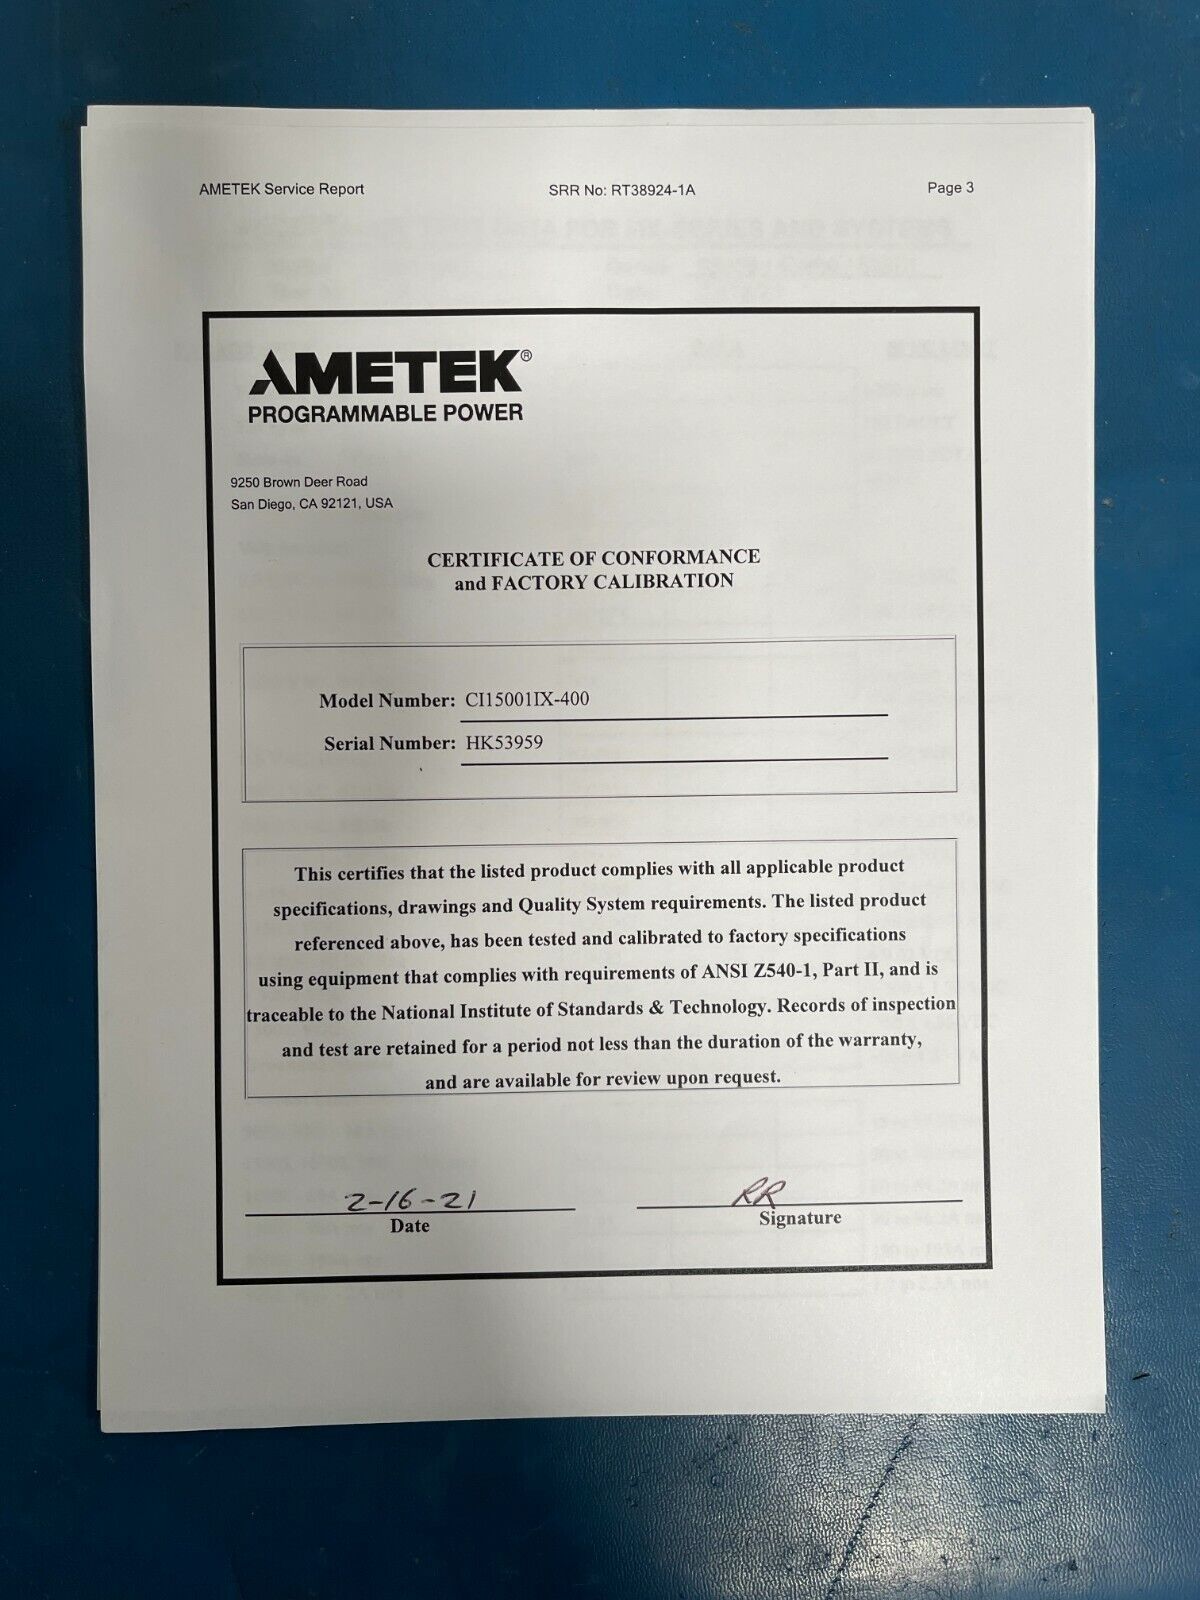 AMETEK Service Report SRR No: RT38924-1A Page 3
AMETEK®
PROGRAMMABLE POWER
9250 Brown Deer Road
San Diego, CA 92121, USA
CERTIFICATE OF CONFORMANCE
and FACTORY CALIBRATION
Model Number: CI15001IX-400
Serial Number: HK53959
This certifies that the listed product complies with all applicable product
specifications, drawings and Quality System requirements. The listed product
referenced above, has been tested and calibrated to factory specifications
using equipment that complies with requirements of ANSI Z540-1, Part II, and is
traceable to the National Institute of Standards & Technology. Records of inspection
and test are retained for a period not less than the duration of the warranty,
and are available for review upon request.
2-16-21 RR
Date Signature